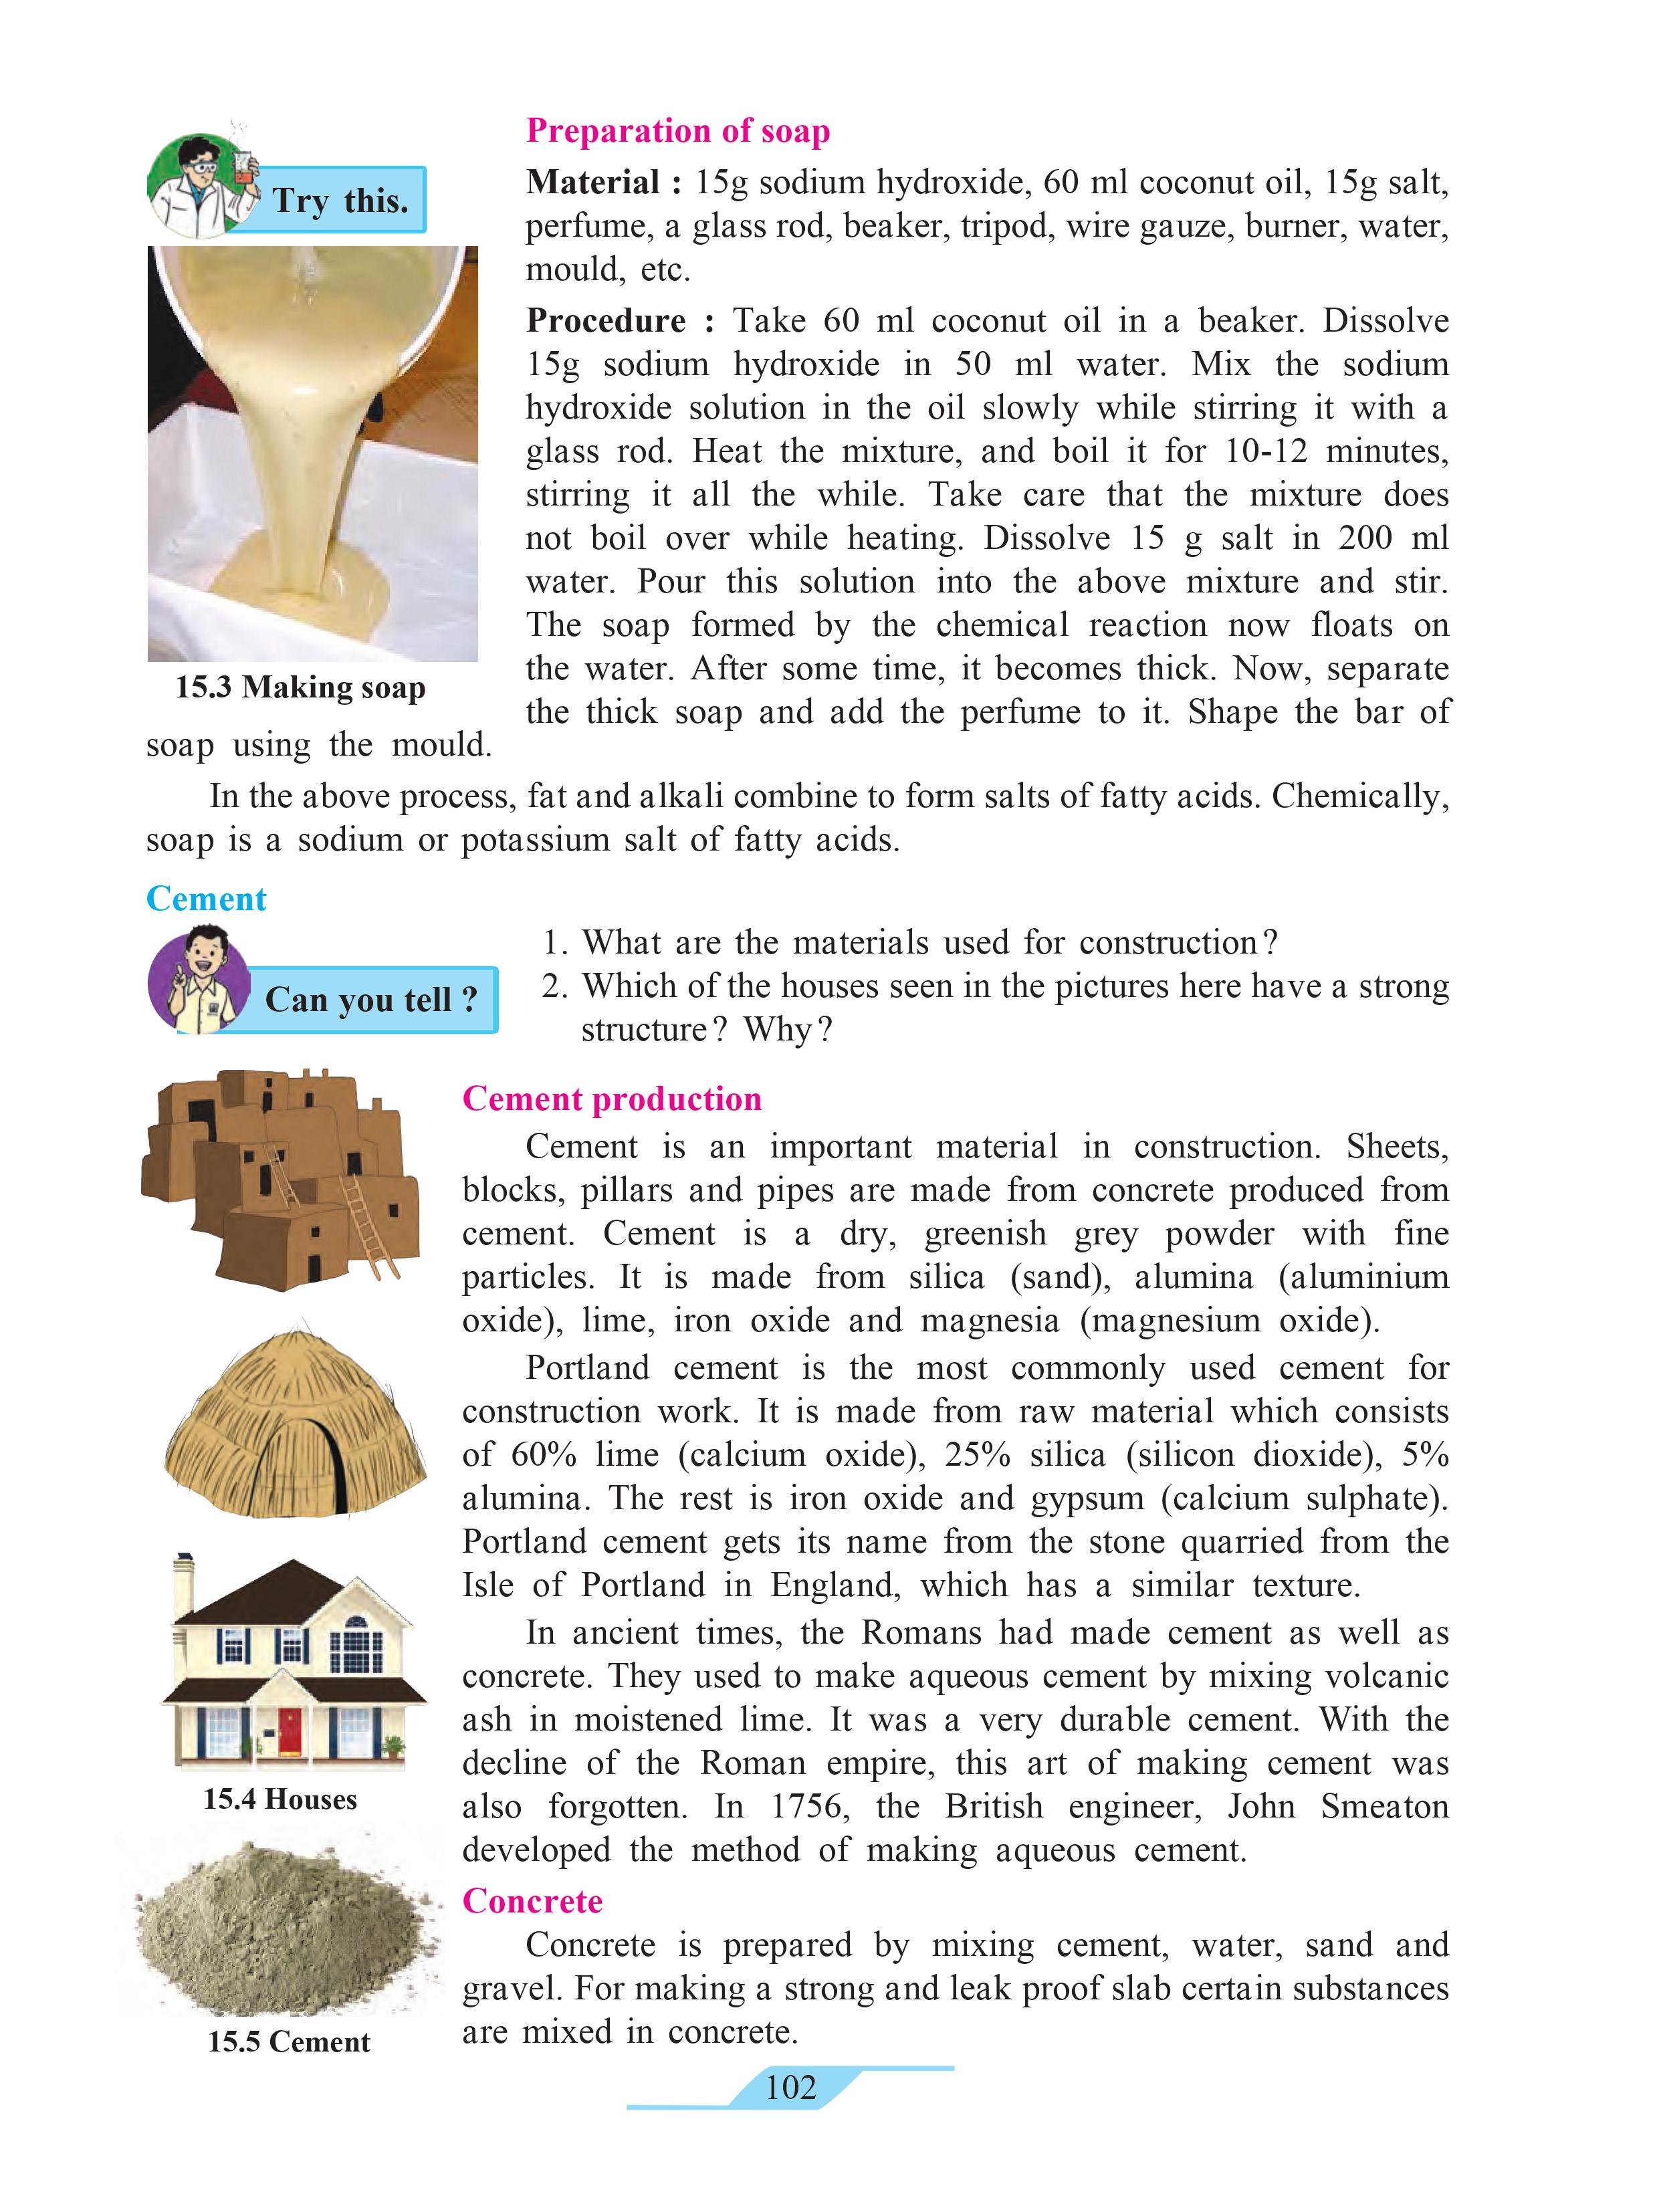 Preparation of soap
Try this.
Material : 15g sodium hydroxide, 60 ml coconut oil, 15g salt,
perfume, a glass rod, beaker, tripod, wire gauze, burner, water,
mould, etc.
Procedure : Take 60 ml coconut oil in a beaker. Dissolve
15g sodium hydroxide in 50 ml water. Mix the sodium
hydroxide solution in the oil slowly while stirring it with a
glass rod. Heat the mixture, and boil it for 10-12 minutes,
stirring it all the while. Take care that the mixture does
not boil over while heating. Dissolve 15 g salt in 200 ml
water. Pour this solution into the above mixture and stir.
The soap formed by the chemical reaction now floats on
the water. After some time, it becomes thick. Now, separate
the thick soap and add the perfume to it. Shape the bar of
soap using the mould.
15.3 Making soap
In the above process, fat and alkali combine to form salts of fatty acids. Chemically,
soap is a sodium or potassium salt of fatty acids.
Cement
Can you tell ?
1. What are the materials used for construction?
2. Which of the houses seen in the pictures here have a strong
structure? Why?
Cement production
Cement is an important material in construction. Sheets,
blocks, pillars and pipes are made from concrete produced from
cement. Cement is a dry, greenish grey powder with fine
particles. It is made from silica (sand), alumina (aluminium
oxide), lime, iron oxide and magnesia (magnesium oxide).
Portland cement is the most commonly used cement for
construction work. It is made from raw material which consists
of 60% lime (calcium oxide), 25% silica (silicon dioxide), 5%
alumina. The rest is iron oxide and gypsum (calcium sulphate).
Portland cement gets its name from the stone quarried from the
Isle of Portland in England, which has a similar texture.
In ancient times, the Romans had made cement as well as
concrete. They used to make aqueous cement by mixing volcanic
ash in moistened lime. It was a very durable cement. With the
decline of the Roman empire, this art of making cement was
also forgotten. In 1756, the British engineer, John Smeaton
developed the method of making aqueous cement.
15.4 Houses
Concrete
Concrete is prepared by mixing cement, water, sand and
gravel. For making a strong and leak proof slab certain substances
are mixed in concrete.
15.5 Cement
102